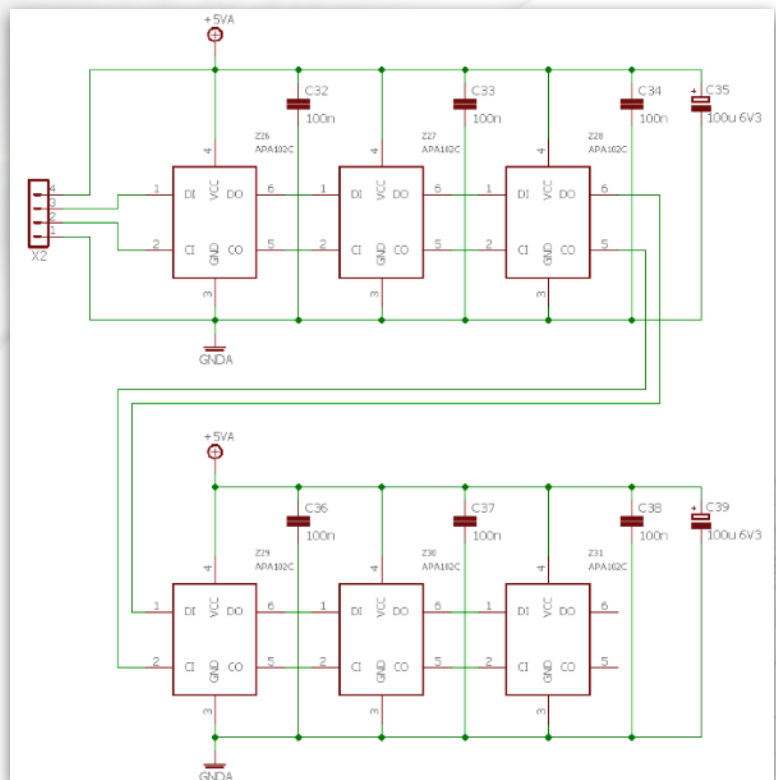 +5VA
C32
100n
C33
100n
C34
100n
C35
+
100u 6V3
Z26
APA102C
Z27
APA102C
Z28
APA102C
4
4
4
4
3
2
1
X2
1 DI VCC DO 6
1 DI VCC DO 6
1 DI VCC DO 6
2 CI GND CO 5
2 CI GND CO 5
2 CI GND CO 5
3
3
3
GNDA
+5VA
C36
100n
C37
100n
C38
100n
C39
+
100u 6V3
Z29
APA102C
Z30
APA102C
Z31
APA102C
4
4
4
1 DI VCC DO 6
1 DI VCC DO 6
1 DI VCC DO 6
2 CI GND CO 5
2 CI GND CO 5
2 CI GND CO 5
3
3
3
GNDA